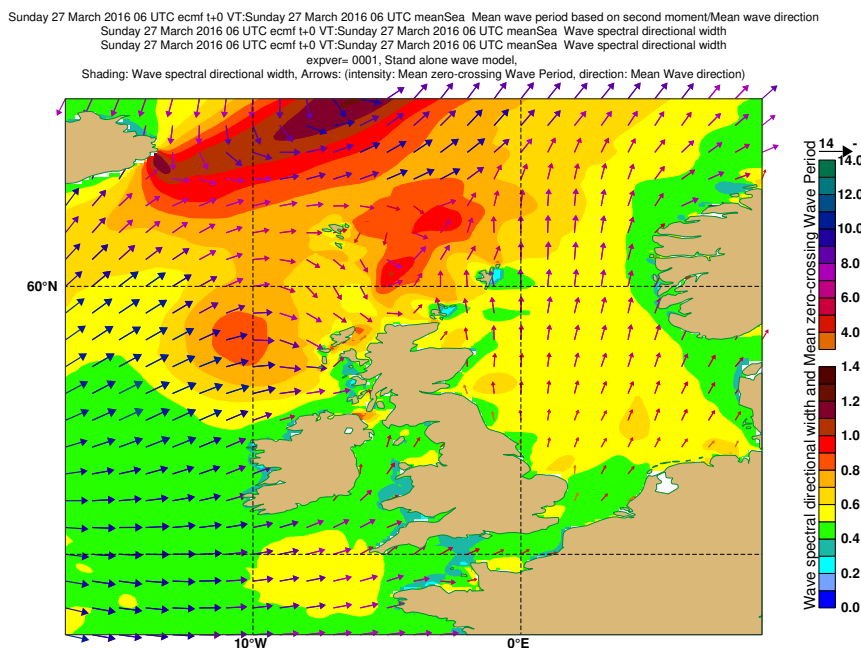 Sunday 27 March 2016 06 UTC ecmf t+0 VT:Sunday 27 March 2016 06 UTC meanSea Mean wave period based on second moment/Mean wave direction
Sunday 27 March 2016 06 UTC ecmf t+0 VT:Sunday 27 March 2016 06 UTC meanSea Wave spectral directional width
Sunday 27 March 2016 06 UTC ecmf t+0 VT:Sunday 27 March 2016 06 UTC meanSea Wave spectral directional width
expver= 0001, Stand alone wave model,
Shading: Wave spectral directional width, Arrows: (intensity: Mean zero-crossing Wave Period, direction: Mean Wave direction)
60°N
10°W
0°E
Wave spectral directional width and Mean zero-crossing Wave Period
14 -
14.0
12.0
10.0
8.0
6.0
4.0
1.4
1.2
1.0
0.8
0.6
0.4
0.2
0.0